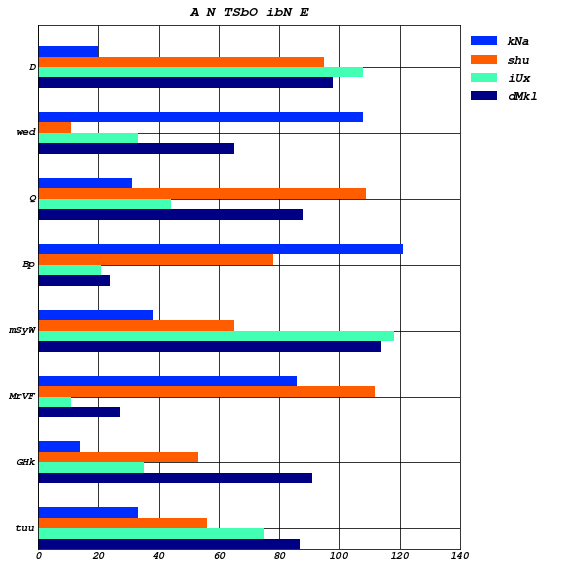 A N TSbO ibN E
kNa
shu
iUx
dMkl
D
wed
Q
Bp
mSyW
MrVF
GHk
tuu
0 20 40 60 80 100 120 140